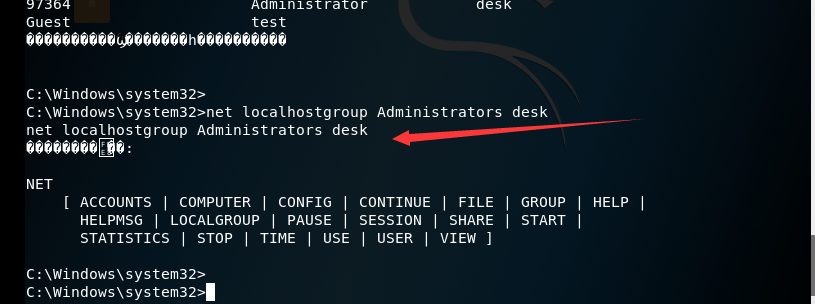 97364 Administrator desk
Guest test
C:\Windows\system32>
C:\Windows\system32>net localhostgroup Administrators desk
net localhostgroup Administrators desk
NET
[ ACCOUNTS | COMPUTER | CONFIG | CONTINUE | FILE | GROUP | HELP |
HELPMSG | LOCALGROUP | PAUSE | SESSION | SHARE | START |
STATISTICS | STOP | TIME | USE | USER | VIEW ]
C:\Windows\system32>
C:\Windows\system32>